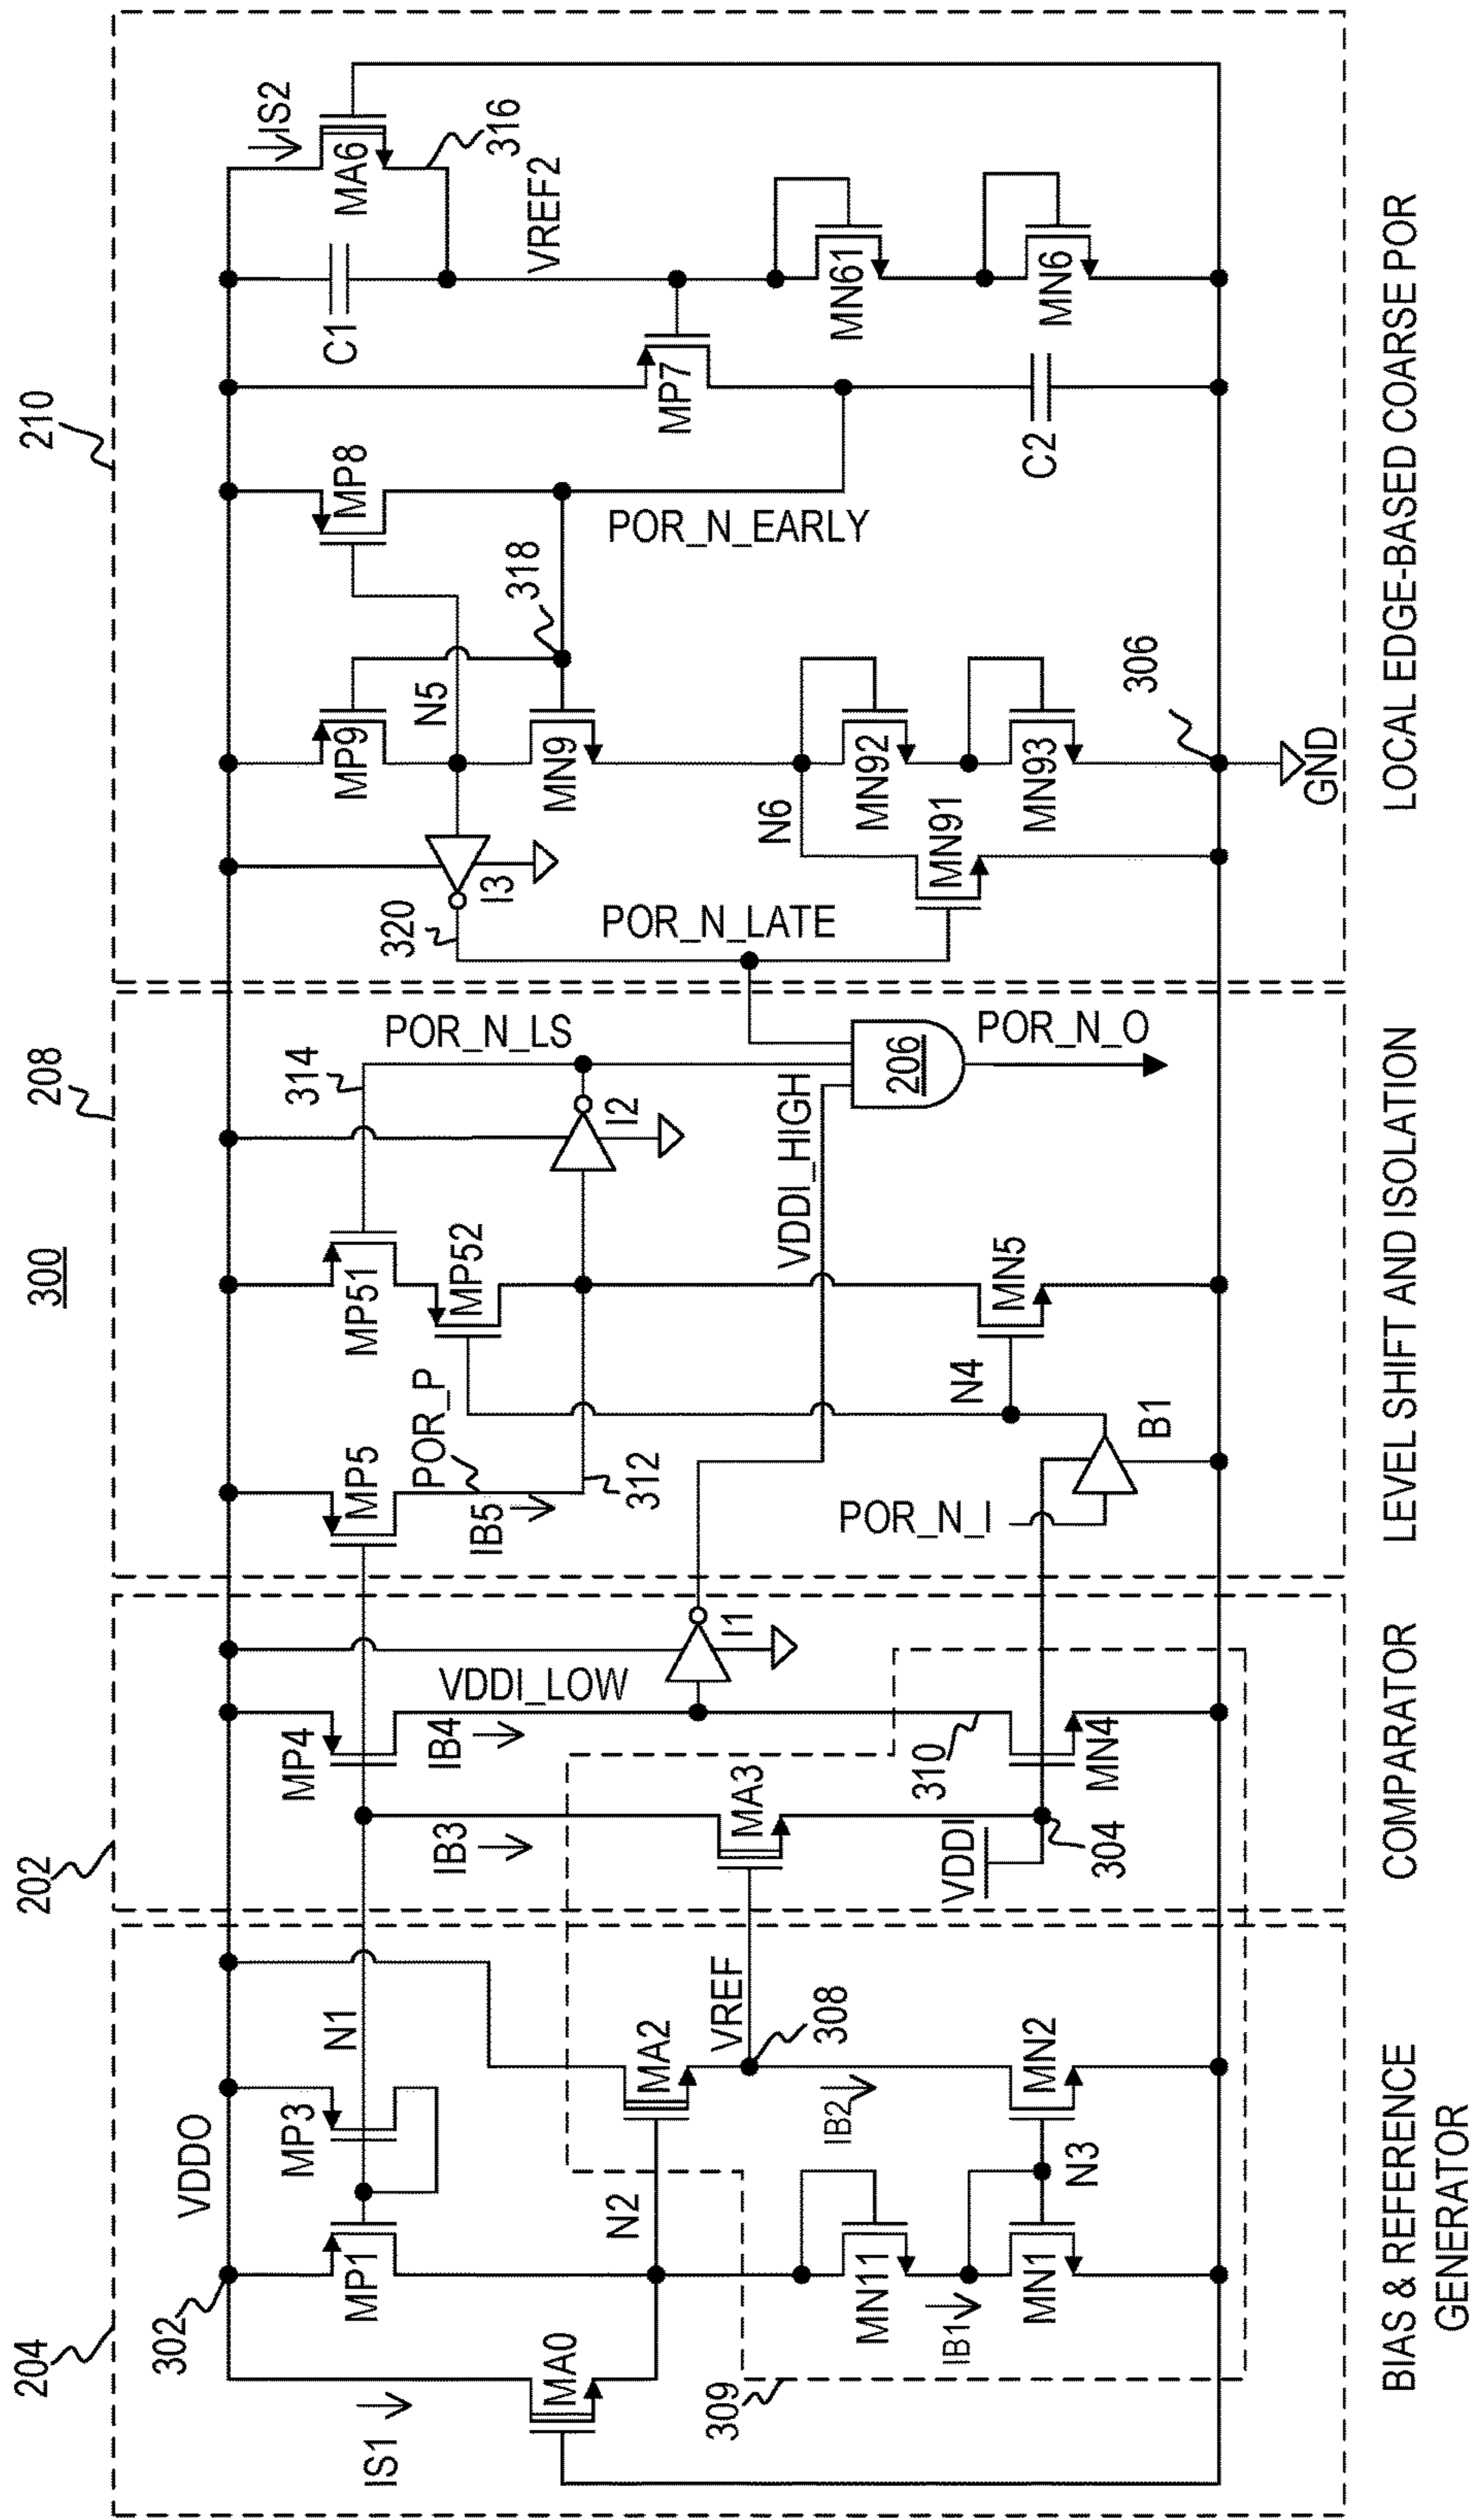 300
204
202
208
210
302
VDDO
IS1
MP1
MP3
N1
MA0
N2
MA2
VREF
308
IB2
MN11
IB1
MN1
N3
MN2
309
BIAS & REFERENCE
GENERATOR
MP4
IB4
VDDI_LOW
IB3
MA3
I1
310
VDDI
304
MN4
COMPARATOR
MP5
POR_P
IB5
312
MP51
MP52
314
POR_N_LS
I2
VDDI_HIGH
206
POR_N_O
N4
MN5
POR_N_I
B1
LEVEL SHIFT AND ISOLATION
MP9
N5
MP8
318
I3
320
MN9
POR_N_EARLY
POR_N_LATE
N6
MN92
MN91
MN93
306
GND
C1
MA6
IS2
316
VREF2
MP7
MN61
C2
MN6
LOCAL EDGE-BASED COARSE POR